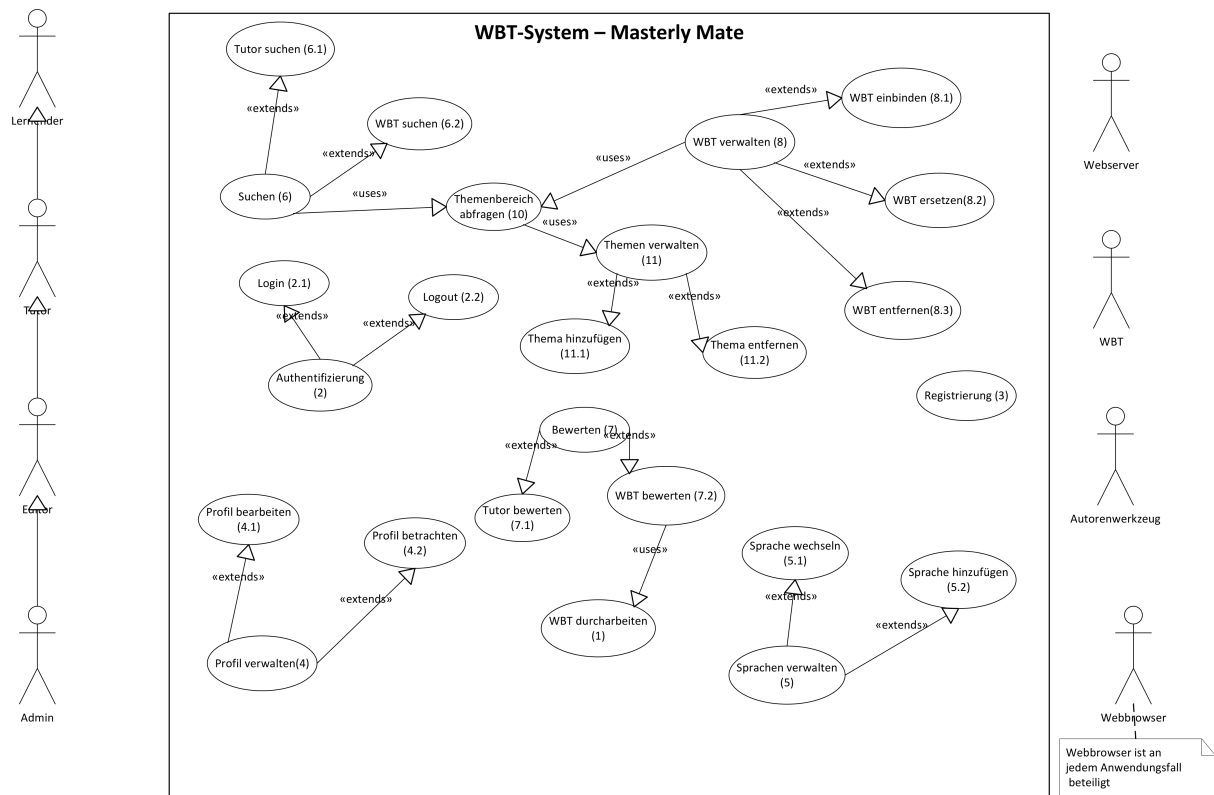 WBT-System – Masterly Mate
Lernender
Tutor
Editor
Admin
Tutor suchen (6.1)
«extends»
WBT suchen (6.2)
«extends»
Suchen (6)
«uses»
Themenbereich
abfragen (10)
«uses»
«uses»
WBT verwalten (8)
«extends»
WBT einbinden (8.1)
«extends»
WBT ersetzen(8.2)
«extends»
WBT entfernen(8.3)
Themen verwalten
(11)
«extends»
«extends»
Thema hinzufügen
(11.1)
Thema entfernen
(11.2)
Login (2.1)
Logout (2.2)
«extends»
«extends»
Authentifizierung
(2)
Registrierung (3)
Bewerten (7)
«extends»
«extends»
Tutor bewerten
(7.1)
WBT bewerten (7.2)
«uses»
WBT durcharbeiten
(1)
Profil bearbeiten
(4.1)
Profil betrachten
(4.2)
«extends»
«extends»
Profil verwalten(4)
Sprache wechseln
(5.1)
Sprache hinzufügen
(5.2)
«extends»
«extends»
Sprachen verwalten
(5)
Webserver
WBT
Autorenwerkzeug
Webbrowser
Webbrowser ist an
jedem Anwendungsfall
beteiligt